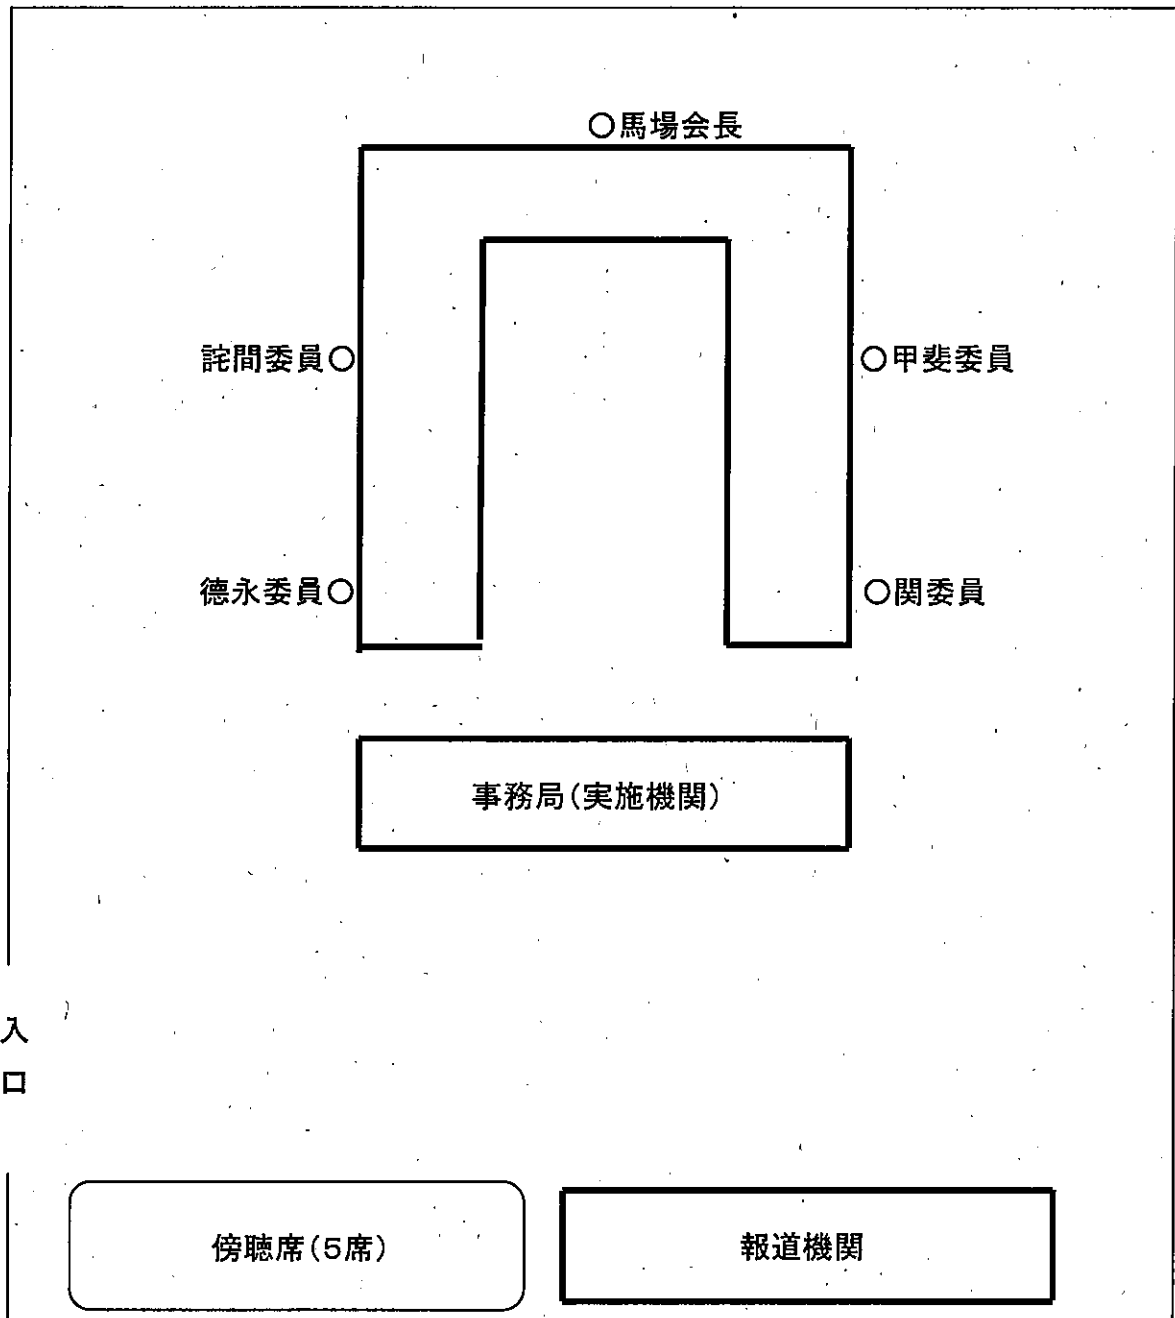 ○馬場会長
詫間委員○
○甲斐委員
德永委員○
○関委員
事務局(実施機関)
入
口
傍聴席(5席)
報道機関